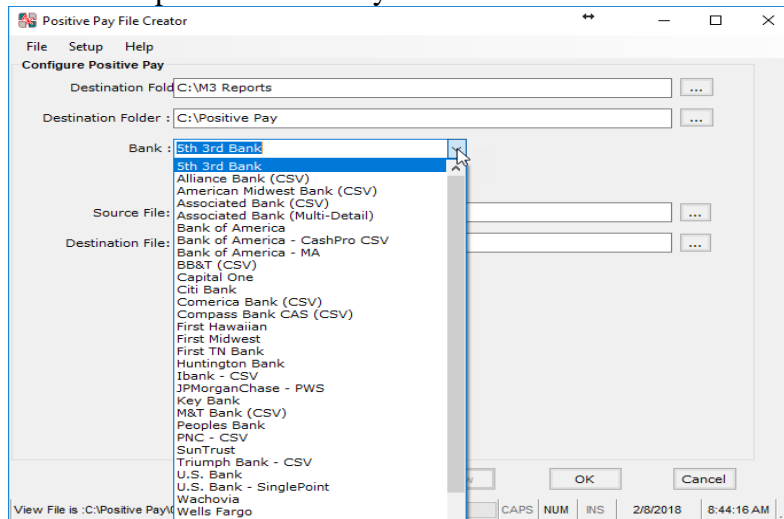 Positive Pay File Creator
File Setup Help
Configure Positive Pay
Destination Fold C:\M3 Reports ...
Destination Folder : C:\Positive Pay ...
Bank : 5th 3rd Bank
5th 3rd Bank
Alliance Bank (CSV)
American Midwest Bank (CSV)
Associated Bank (CSV)
Source File: Associated Bank (Multi-Detail) ...
Bank of America
Destination File: Bank of America - CashPro CSV ...
Bank of America - MA
BB&T (CSV)
Capital One
Citi Bank
Comerica Bank (CSV)
Compass Bank CAS (CSV)
First Hawaiian
First Midwest
First TN Bank
Huntington Bank
Ibank - CSV
JPMorganChase - PWS
Key Bank
M&T Bank (CSV)
Peoples Bank
PNC - CSV
SunTrust
Triumph Bank - CSV
U.S. Bank
U.S. Bank - SinglePoint
OK Cancel
Wachovia
Wells Fargo
View File is :C:\Positive Pay\ CAPS NUM INS 2/8/2018 8:44:16 AM